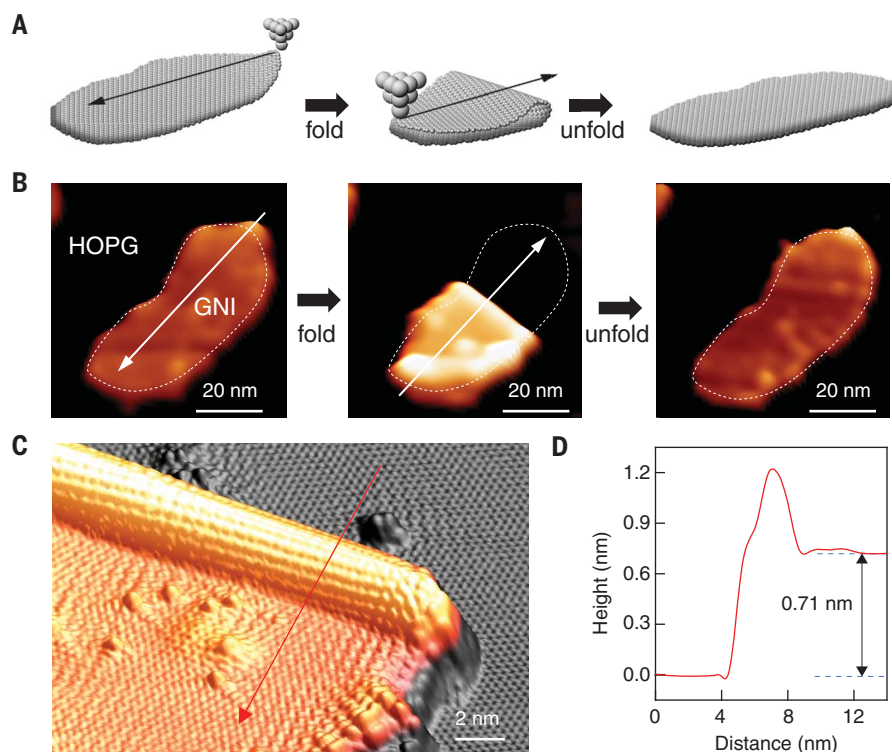 A
fold
unfold
B
HOPG
GNI
20 nm
fold
20 nm
unfold
20 nm
C
2 nm
D
Height (nm)
1.2
0.9
0.6
0.3
0.0
0.71 nm
0 4 8 12
Distance (nm)